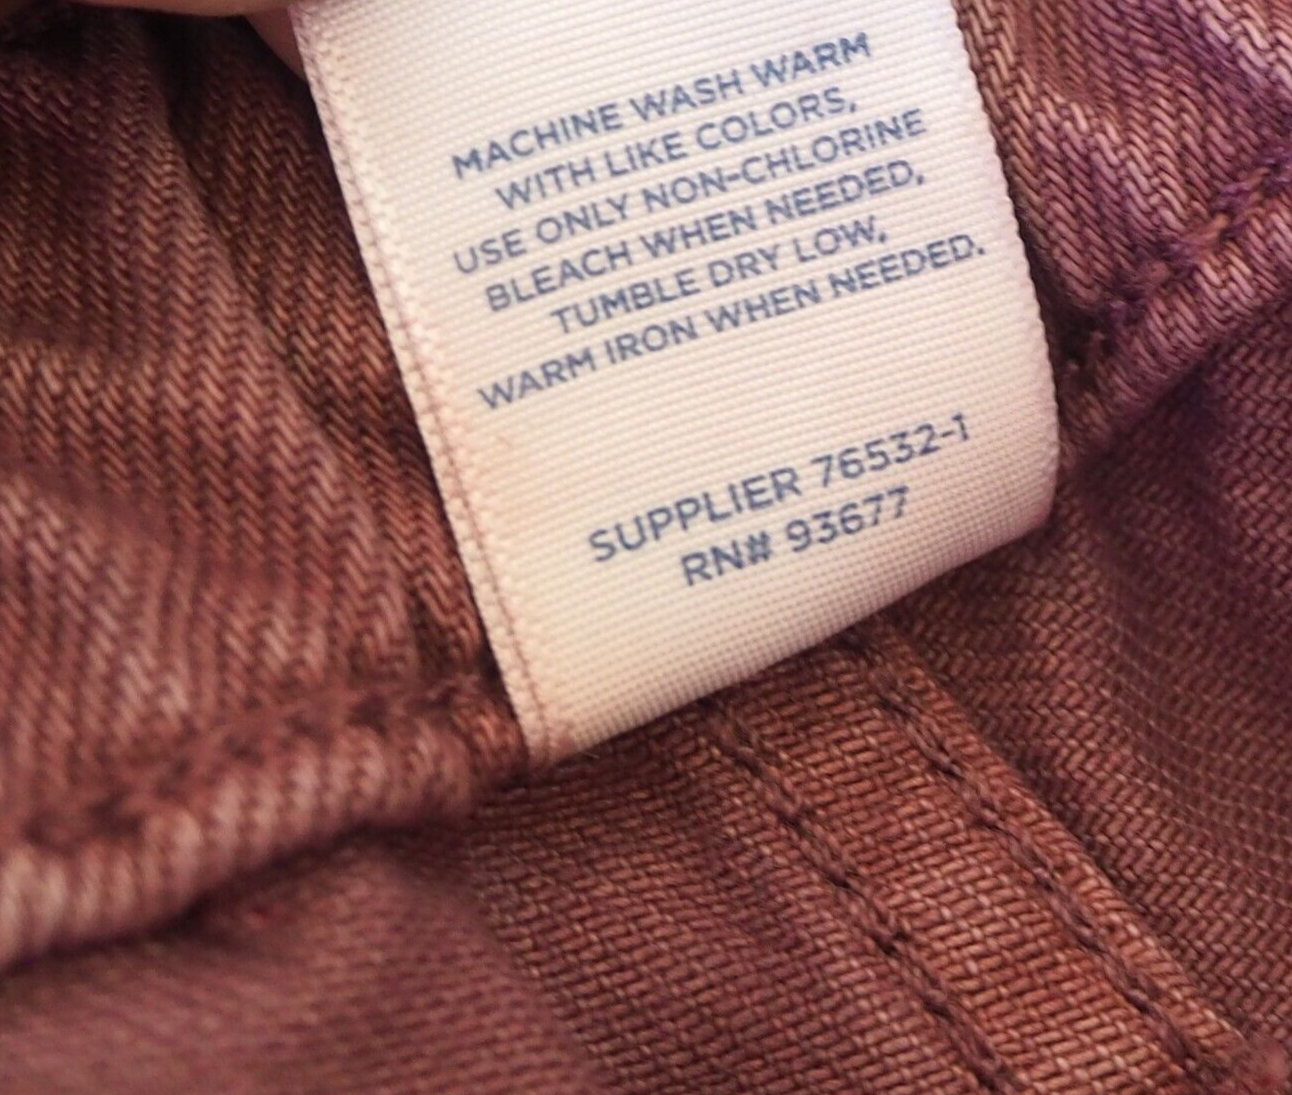 MACHINE WASH WARM
WITH LIKE COLORS,
USE ONLY NON-CHLORINE
BLEACH WHEN NEEDED,
TUMBLE DRY LOW,
WARM IRON WHEN NEEDED.
SUPPLIER 76532-1
RN# 93677